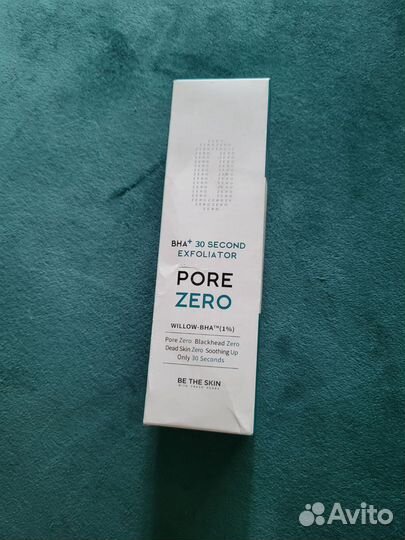 BHA+ 30 SECOND
EXFOLIATOR
PORE
ZERO
WILLOW-BHA™(1%)
Pore Zero Blackhead Zero
Dead Skin Zero Soothing Up
Only 30 Seconds
BE THE SKIN
Avito